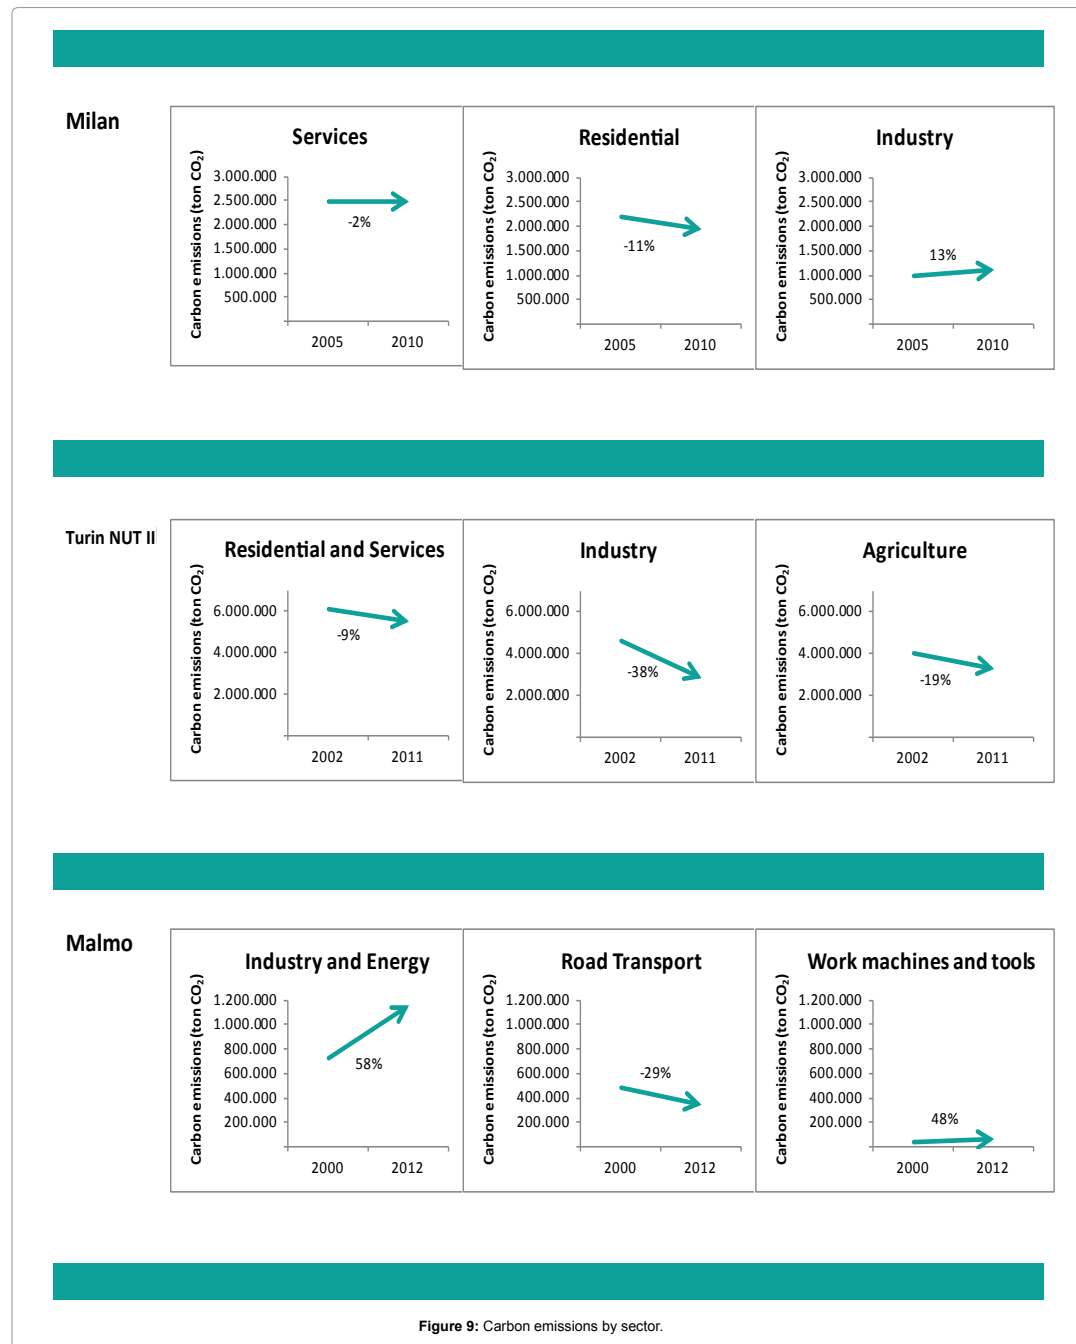 Milan
Services
Carbon emissions (ton CO₂)
3.000.000
2.500.000
2.000.000
1.500.000
1.000.000
500.000
-2%
2005 2010
Residential
Carbon emissions (ton CO₂)
3.000.000
2.500.000
2.000.000
1.500.000
1.000.000
500.000
-11%
2005 2010
Industry
Carbon emissions (ton CO₂)
3.000.000
2.500.000
2.000.000
1.500.000
1.000.000
500.000
13%
2005 2010
Turin NUT II
Residential and Services
Carbon emissions (ton CO₂)
6.000.000
4.000.000
2.000.000
-9%
2002 2011
Industry
Carbon emissions (ton CO₂)
6.000.000
4.000.000
2.000.000
-38%
2002 2011
Agriculture
Carbon emissions (ton CO₂)
6.000.000
4.000.000
2.000.000
-19%
2002 2011
Malmo
Industry and Energy
Carbon emissions (ton CO₂)
1.200.000
1.000.000
800.000
600.000
400.000
200.000
58%
2000 2012
Road Transport
Carbon emissions (ton CO₂)
1.200.000
1.000.000
800.000
600.000
400.000
200.000
-29%
2000 2012
Work machines and tools
Carbon emissions (ton CO₂)
1.200.000
1.000.000
800.000
600.000
400.000
200.000
48%
2000 2012
Figure 9: Carbon emissions by sector.